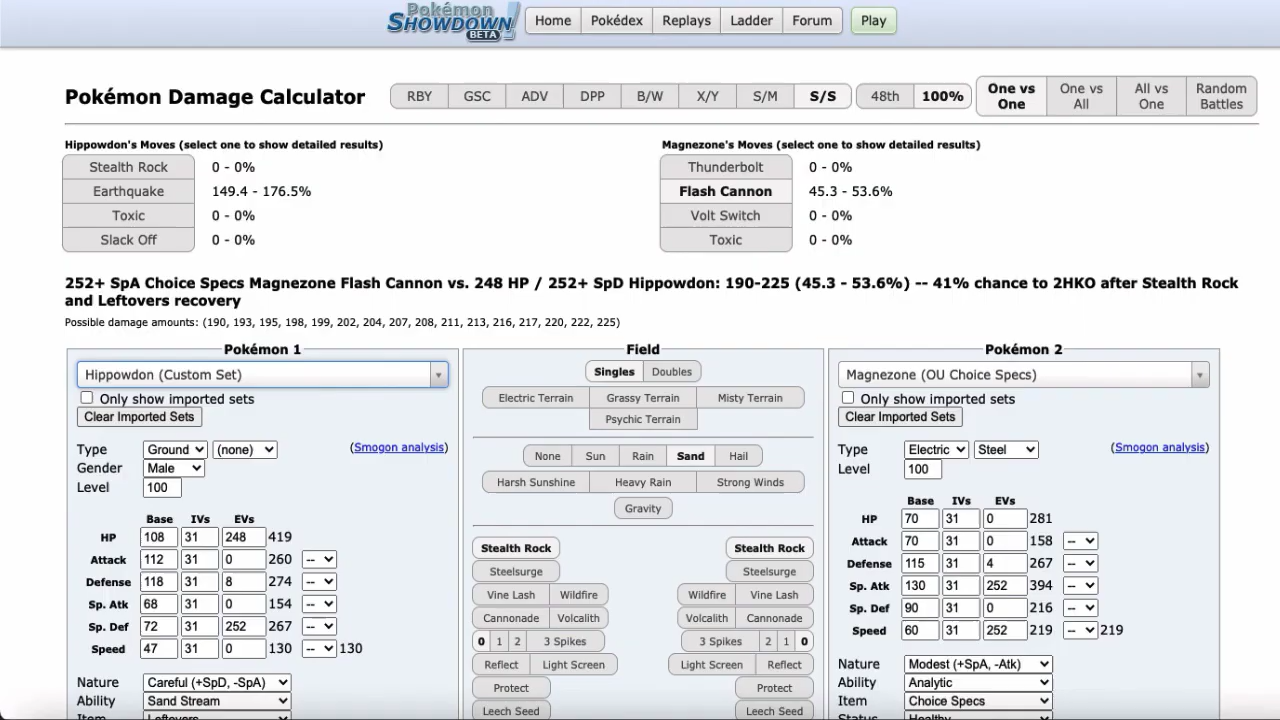 Pokémon SHOWDOWN! BETA Home Pokédex Replays Ladder Forum Play
Pokémon Damage Calculator RBY GSC ADV DPP B/W X/Y S/M S/S 48th 100% One vs One One vs All All vs One Random Battles
Hippowdon's Moves (select one to show detailed results) Magnezone's Moves (select one to show detailed results)
Stealth Rock 0 - 0% Thunderbolt 0 - 0%
Earthquake 149.4 - 176.5% Flash Cannon 45.3 - 53.6%
Toxic 0 - 0% Volt Switch 0 - 0%
Slack Off 0 - 0% Toxic 0 - 0%
252+ SpA Choice Specs Magnezone Flash Cannon vs. 248 HP / 252+ SpD Hippowdon: 190-225 (45.3 - 53.6%) -- 41% chance to 2HKO after Stealth Rock
and Leftovers recovery
Possible damage amounts: (190, 193, 195, 198, 199, 202, 204, 207, 208, 211, 213, 216, 217, 220, 222, 225)
Pokémon 1
Hippowdon (Custom Set)
Only show imported sets
Clear Imported Sets
Type Ground (none) (Smogon analysis)
Gender Male
Level 100
Base IVs EVs
HP 108 31 248 419
Attack 112 31 0 260 --
Defense 118 31 8 274 --
Sp. Atk 68 31 0 154 --
Sp. Def 72 31 252 267 --
Speed 47 31 0 130 -- 130
Nature Careful (+SpD, -SpA)
Ability Sand Stream
Item Leftovers
Field
Singles Doubles
Electric Terrain Grassy Terrain Misty Terrain
Psychic Terrain
None Sun Rain Sand Hail
Harsh Sunshine Heavy Rain Strong Winds
Gravity
Stealth Rock Stealth Rock
Steelsurge Steelsurge
Vine Lash Wildfire Wildfire Vine Lash
Cannonade Volcalith Volcalith Cannonade
0 1 2 3 Spikes 3 Spikes 2 1 0
Reflect Light Screen Light Screen Reflect
Protect Protect
Leech Seed Leech Seed
Pokémon 2
Magnezone (OU Choice Specs)
Only show imported sets
Clear Imported Sets
Type Electric Steel (Smogon analysis)
Level 100
Base IVs EVs
HP 70 31 0 281
Attack 70 31 0 158 --
Defense 115 31 4 267 --
Sp. Atk 130 31 252 394 --
Sp. Def 90 31 0 216 --
Speed 60 31 252 219 -- 219
Nature Modest (+SpA, -Atk)
Ability Analytic
Item Choice Specs
Status Healthy